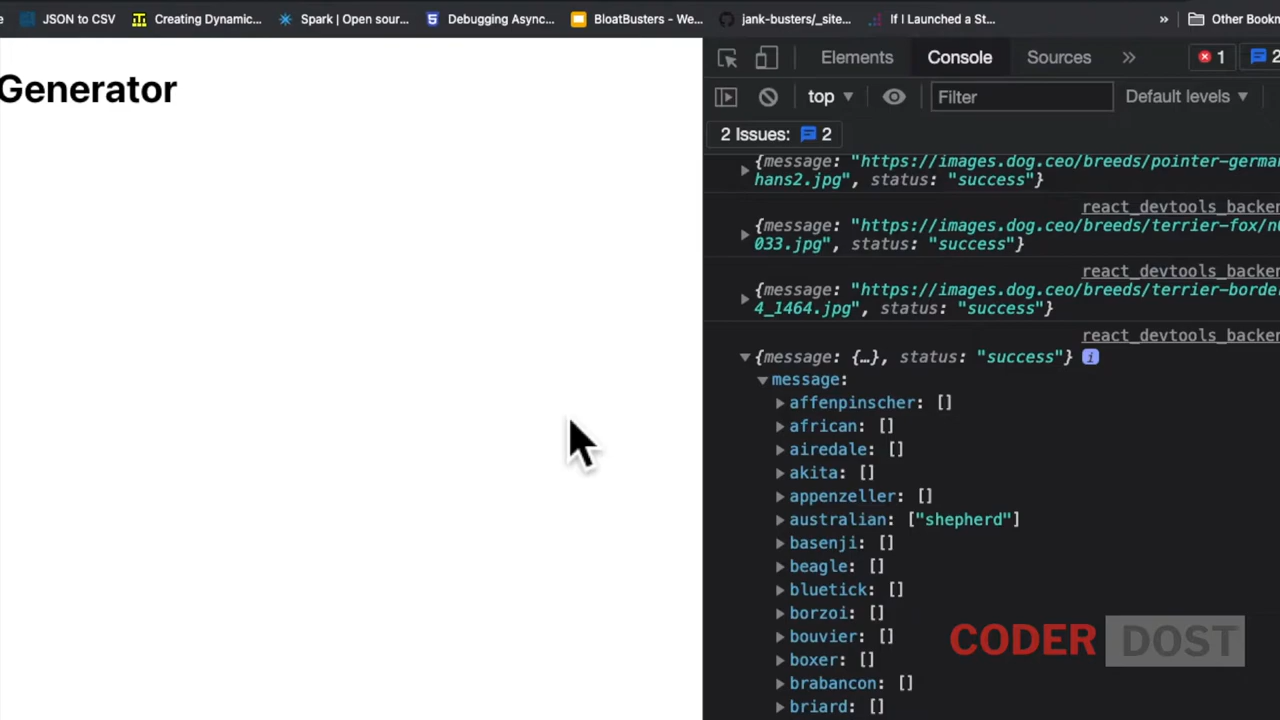 JSON to CSV
Creating Dynamic...
Spark | Open sour...
Debugging Async...
BloatBusters - We...
jank-busters/_site...
If I Launched a St...
»
Other Bookn
Generator
Elements
Console
Sources
»
1
2
top
Filter
Default levels
2 Issues: 2
{message: "https://images.dog.ceo/breeds/pointer-german
hans2.jpg", status: "success"}
react_devtools_backen
{message: "https://images.dog.ceo/breeds/terrier-fox/n0
033.jpg", status: "success"}
react_devtools_backen
{message: "https://images.dog.ceo/breeds/terrier-borde
4_1464.jpg", status: "success"}
react_devtools_backen
{message: {…}, status: "success"} i
message:
affenpinscher: []
african: []
airedale: []
akita: []
appenzeller: []
australian: ["shepherd"]
basenji: []
beagle: []
bluetick: []
borzoi: []
bouvier: []
boxer: []
brabancon: []
briard: []
CODER DOST